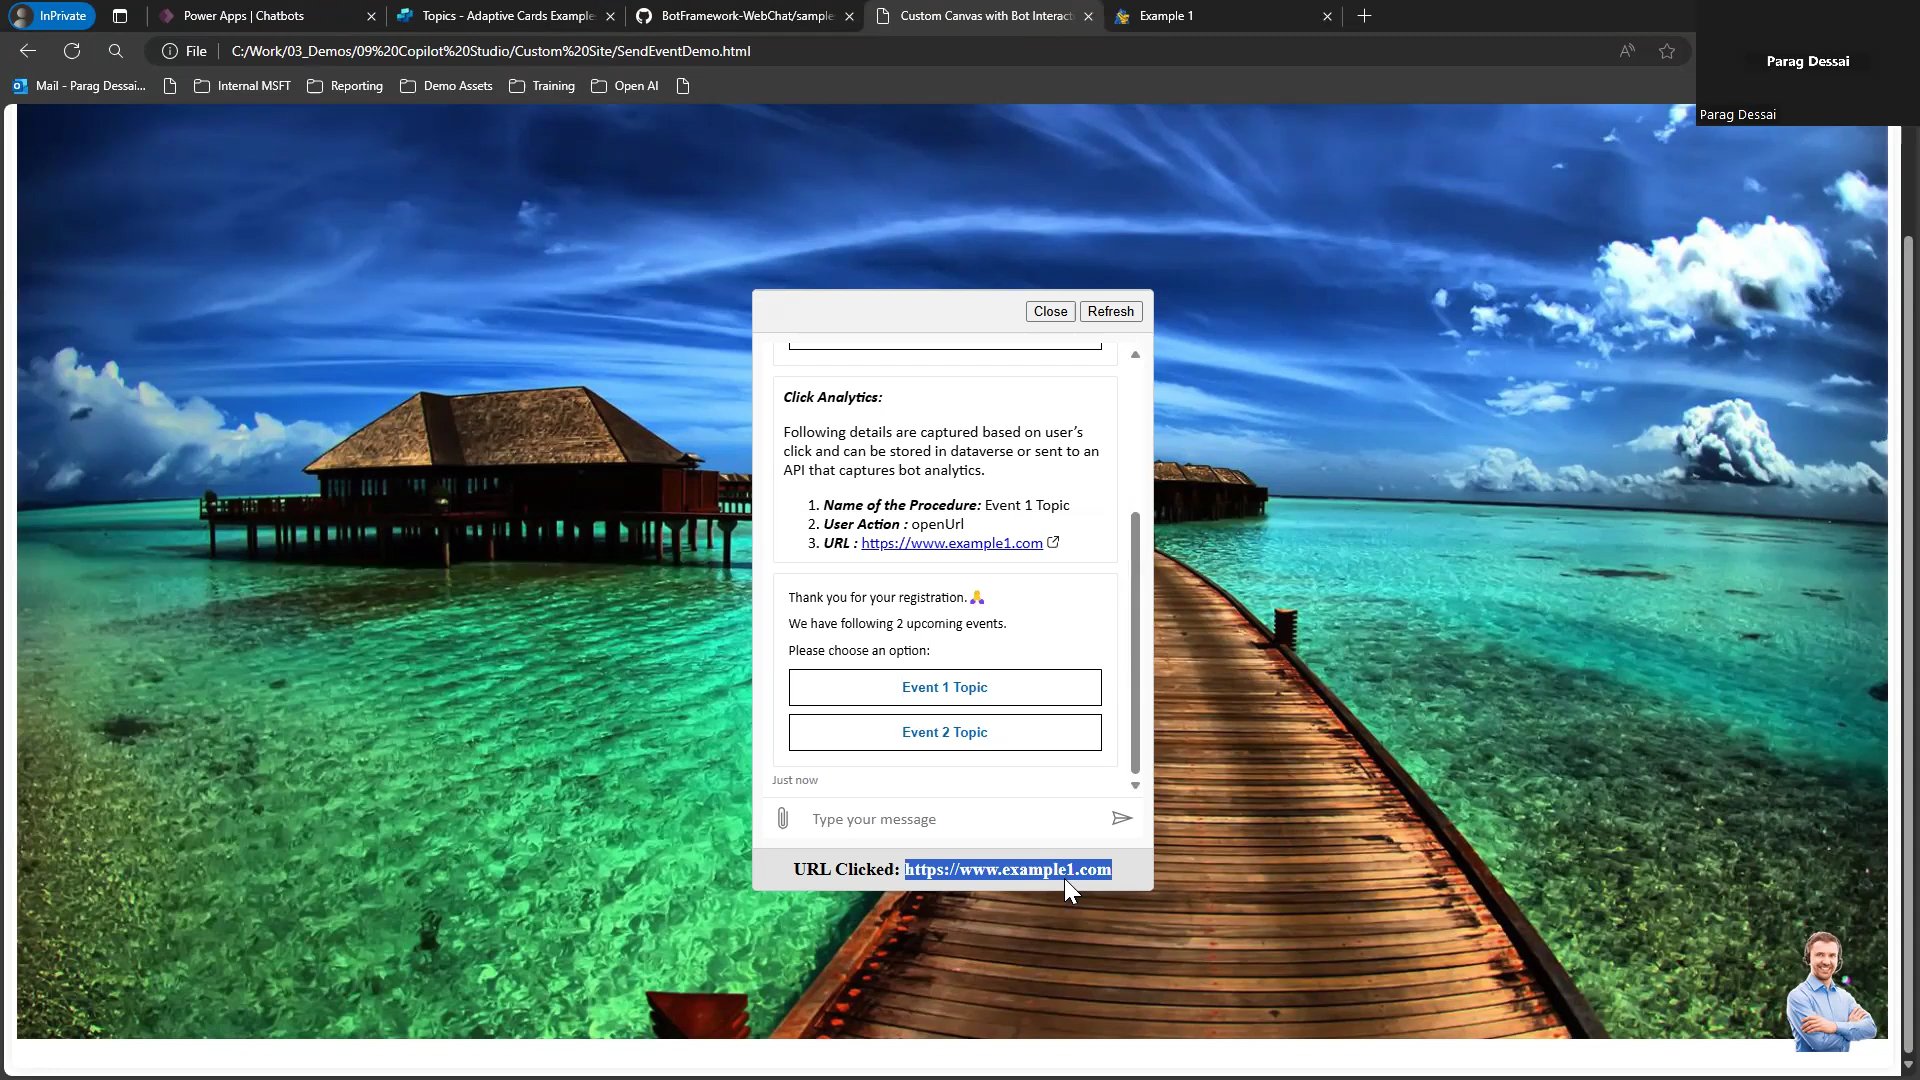 InPrivate
Power Apps | Chatbots
Topics - Adaptive Cards Example
BotFramework-WebChat/sample
Custom Canvas with Bot Interact
Example 1
File
C:/Work/03_Demos/09%20Copilot%20Studio/Custom%20Site/SendEventDemo.html
Mail - Parag Dessai...
Internal MSFT
Reporting
Demo Assets
Training
Open AI
Parag Dessai
Parag Dessai
Close
Refresh
Click Analytics:
Following details are captured based on user's
click and can be stored in dataverse or sent to an
API that captures bot analytics.
1. Name of the Procedure: Event 1 Topic
2. User Action : openUrl
3. URL : https://www.example1.com
Thank you for your registration.🙏
We have following 2 upcoming events.
Please choose an option:
Event 1 Topic
Event 2 Topic
Just now
Type your message
URL Clicked: https://www.example1.com